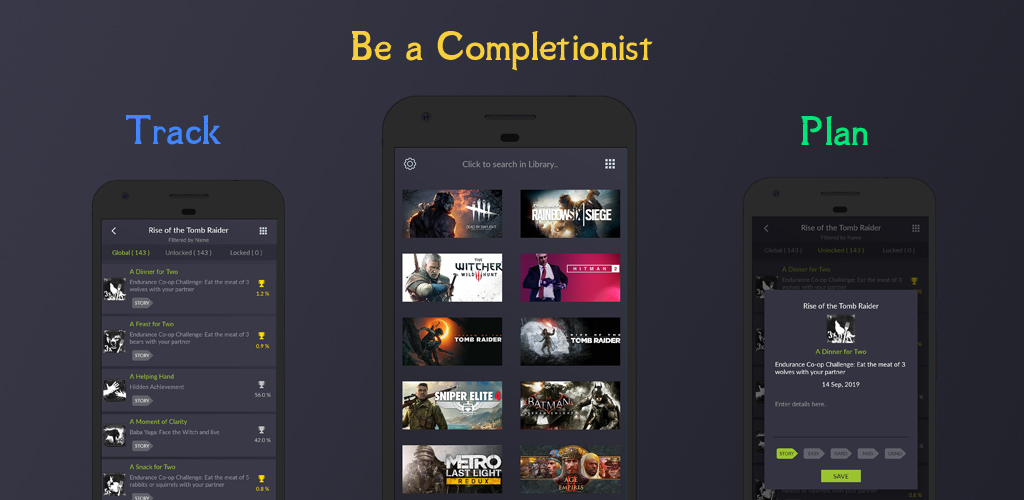 Be a Completionist
Track
Rise of the Tomb Raider
Filtered by Name
Global ( 143 )
Unlocked ( 143 )
Locked ( 0 )
A Dinner for Two
Endurance Co-op Challenge: Eat the meat of 3
wolves with your partner
1.2 %
STORY
A Feast for Two
Endurance Co-op Challenge: Eat the meat of 3
bears with your partner
0.9 %
STORY
A Helping Hand
Hidden Achievement
56.0 %
STORY
A Moment of Clarity
Baba Yaga: Face the Witch and live
42.0 %
STORY
A Snack for Two
Endurance Co-op Challenge: Eat the meat of 5
rabbits or squirrels with your partner
0.8 %
STORY
Click to search in Library..
DEAD BY DAYLIGHT
RAINBOW SIX | SIEGE
THE
WITCHER
WILD HUNT
HITMAN 2
TOMB RAIDER
RISE OF THE
TOMB RAIDER
SNIPER ELITE 4
BATMAN
ARKHAM KNIGHT
METRO
LAST LIGHT
REDUX
AGE OF
EMPIRES
Plan
Rise of the Tomb Raider
Filtered by Name
Global ( 143 )
Unlocked ( 143 )
Locked ( 0 )
A Dinner for Two
Rise of the Tomb Raider
A Dinner for Two
Endurance Co-op Challenge: Eat the meat of 3
wolves with your partner
14 Sep, 2019
Enter details here..
STORY
EASY
HARD
MISS
SAVE
0.8 %